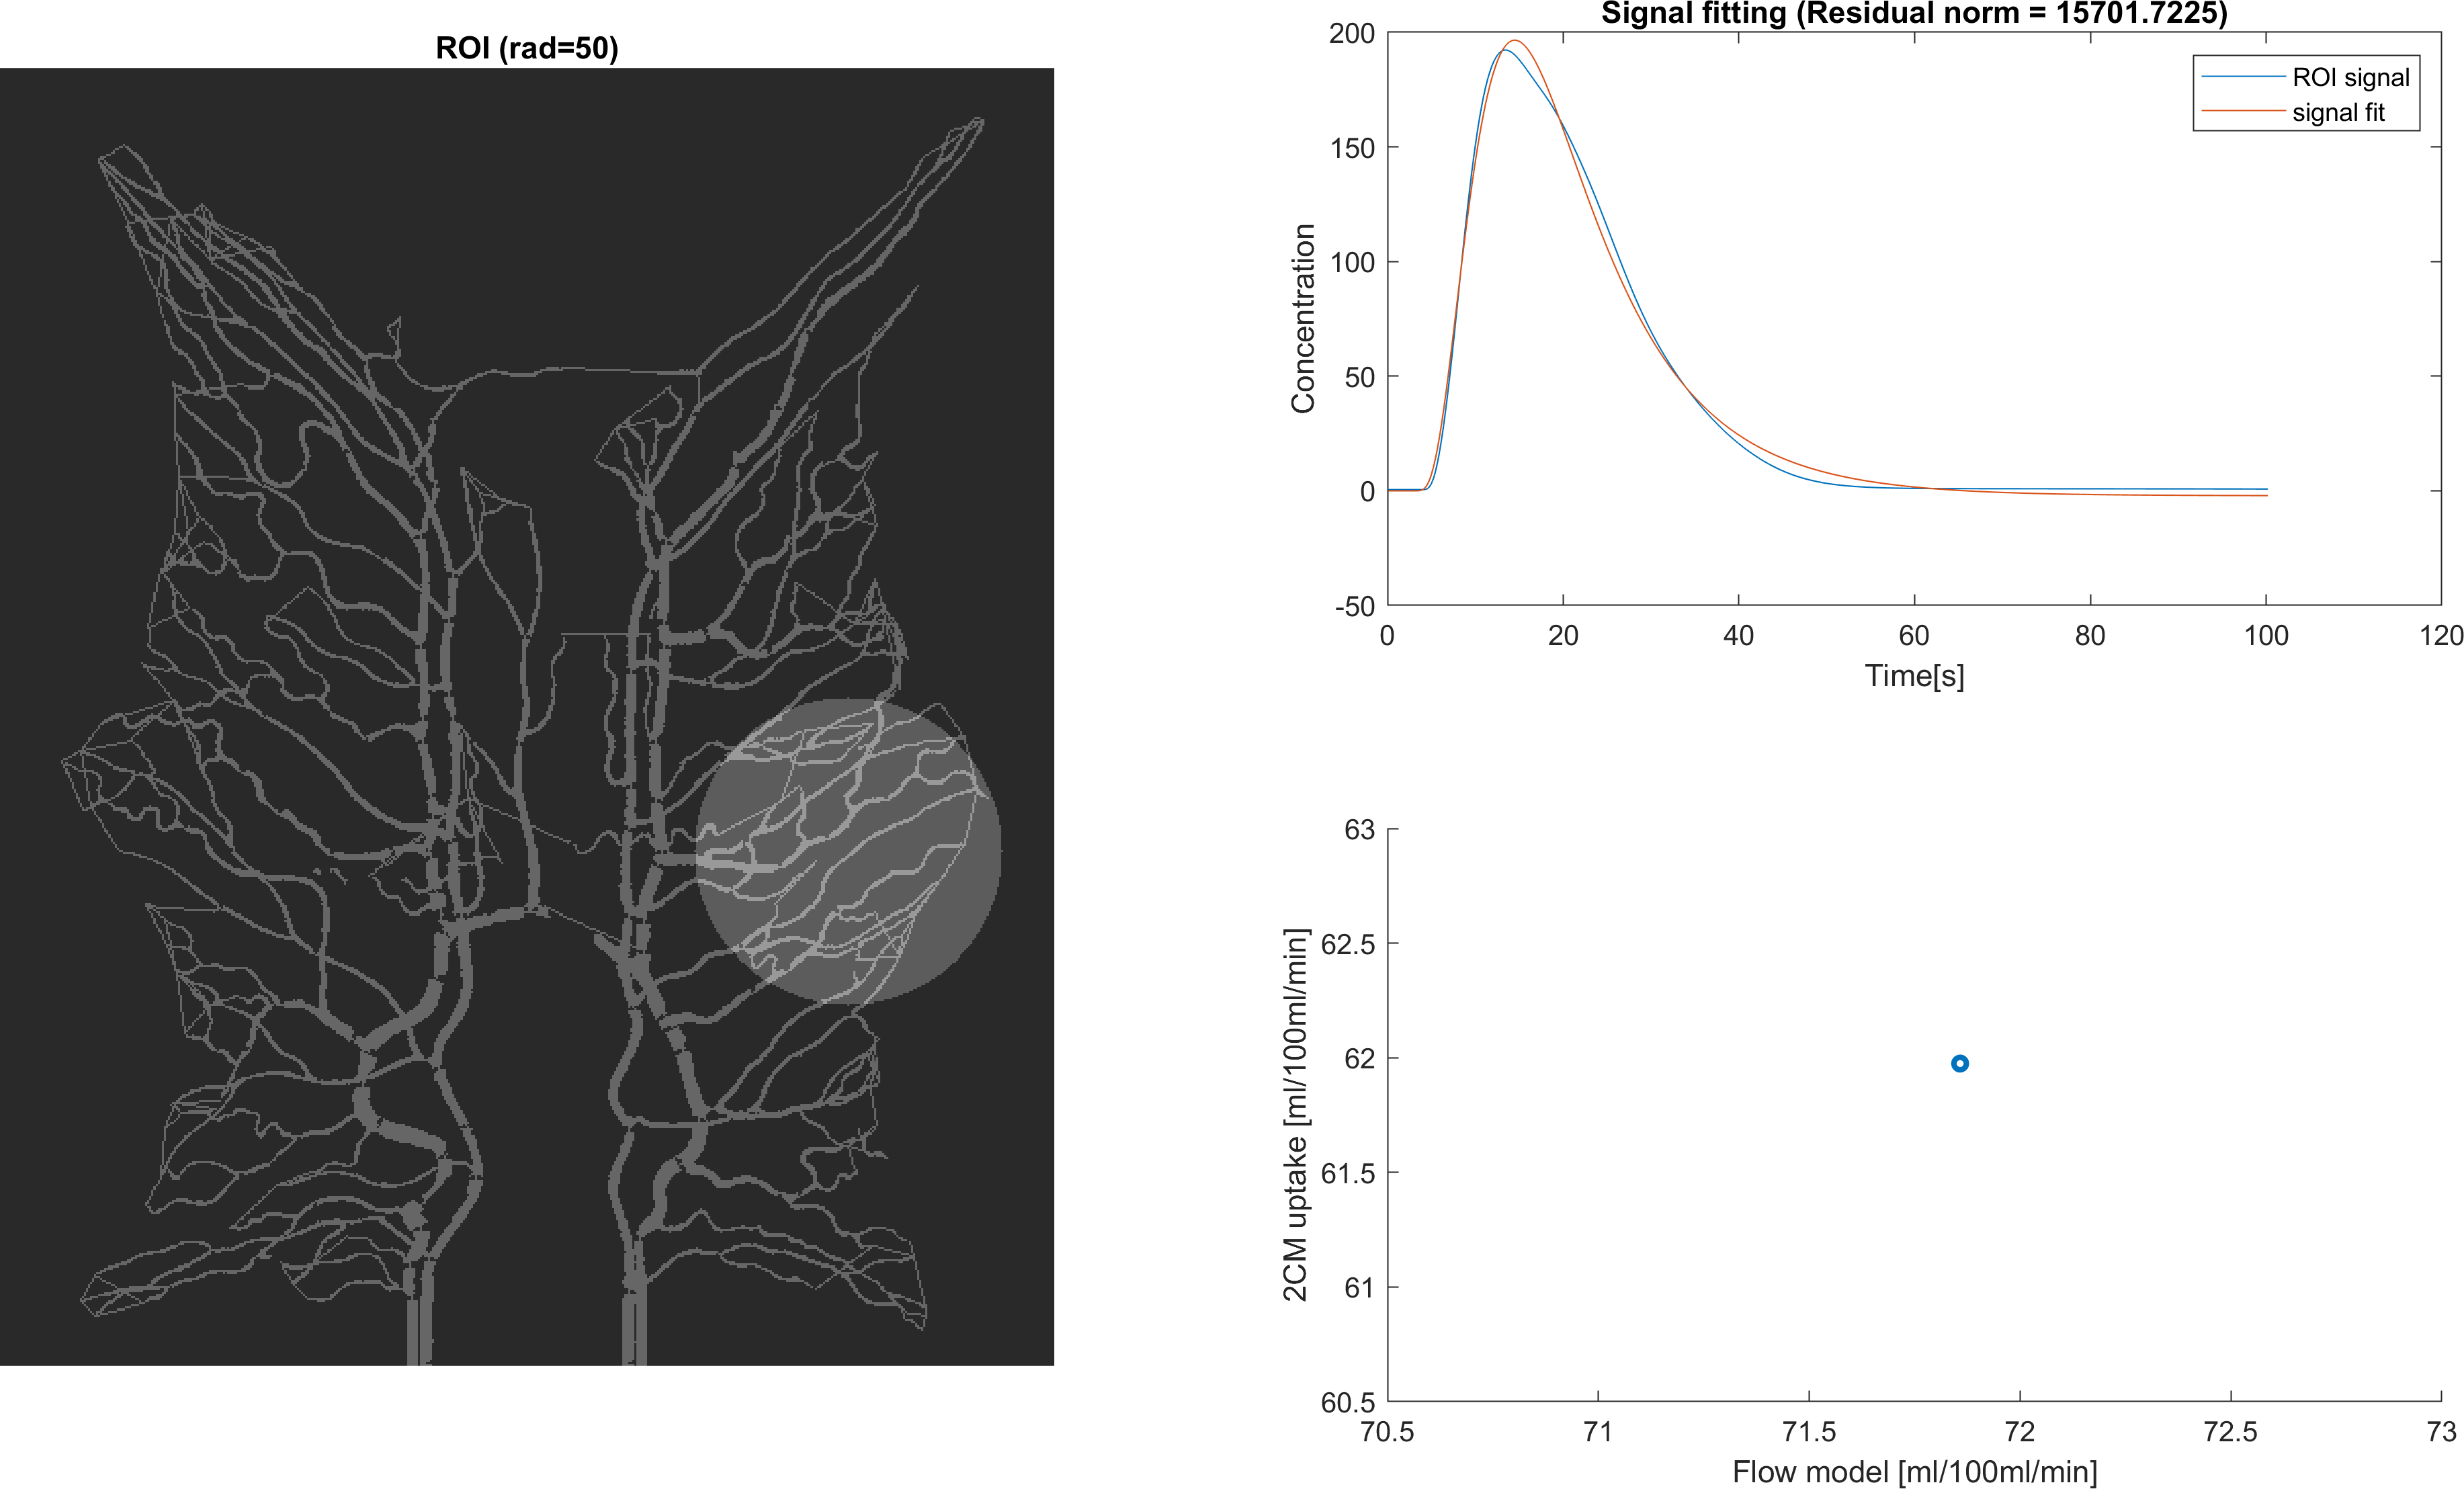 ROI (rad=50)
Signal fitting (Residual norm = 15701.7225)
200
150
100
50
0
-50
0 20 40 60 80 100 120
Concentration
Time[s]
ROI signal
signal fit
63
62.5
62
61.5
61
60.5
70.5 71 71.5 72 72.5 73
2CM uptake [ml/100ml/min]
Flow model [ml/100ml/min]